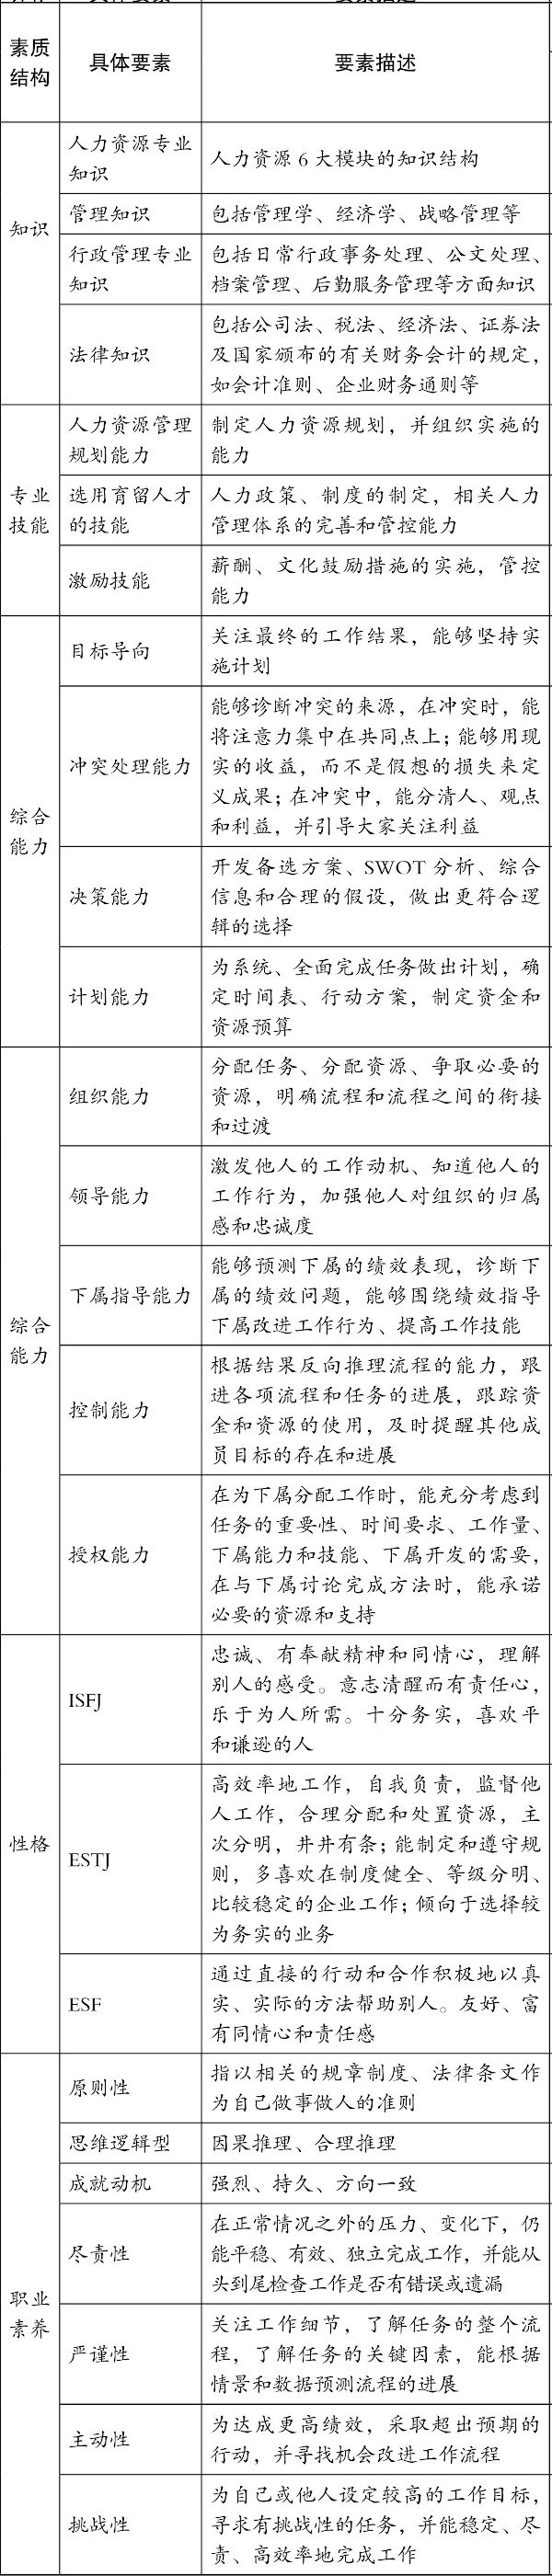 素质
结构
具体要素
要素描述
知识
人力资源专业
知识
人力资源6大模块的知识结构
管理知识
包括管理学、经济学、战略管理等
行政管理专业
知识
包括日常行政事务处理、公文处理、
档案管理、后勤服务管理等方面知识
法律知识
包括公司法、税法、经济法、证券法
及国家颁布的有关财务会计的规定，
如会计准则、企业财务通则等
专业
技能
人力资源管理
规划能力
制定人力资源规划，并组织实施的
能力
选用育留人才
的技能
人力政策、制度的制定，相关人力
管理体系的完善和管控能力
激励技能
薪酬、文化鼓励措施的实施，管控
能力
综合
能力
目标导向
关注最终的工作结果，能够坚持实
施计划
冲突处理能力
能够诊断冲突的来源，在冲突时，能
将注意力集中在共同点上；能够用现
实的收益，而不是假想的损失来定
义成果；在冲突中，能分清人、观点
和利益，并引导大家关注利益
决策能力
开发备选方案、SWOT分析、综合
信息和合理的假设，做出更符合逻
辑的选择
计划能力
为系统、全面完成任务做出计划，确
定时间表、行动方案，制定资金和
资源预算
综合
能力
组织能力
分配任务、分配资源、争取必要的
资源，明确流程和流程之间的衔接
和过渡
领导能力
激发他人的工作动机、知道他人的
工作行为，加强他人对组织的归属
感和忠诚度
下属指导能力
能够预测下属的绩效表现，诊断下
属的绩效问题，能够围绕绩效指导
下属改进工作行为、提高工作技能
控制能力
根据结果反向推理流程的能力，跟
进各项流程和任务的进展，跟踪资
金和资源的使用，及时提醒其他成
员目标的存在和进展
授权能力
在为下属分配工作时，能充分考虑到
任务的重要性、时间要求、工作量、
下属能力和技能、下属开发的需要，
在与下属讨论完成方法时，能承诺
必要的资源和支持
性格
ISFJ
忠诚、有奉献精神和同情心，理解
别人的感受。意志清醒而有责任心，
乐于为人所需。十分务实，喜欢平
和谦逊的人
ESTJ
高效率地工作，自我负责，监督他
人工作，合理分配和处置资源，主
次分明，井井有条；能制定和遵守规
则，多喜欢在制度健全、等级分明、
比较稳定的企业工作；倾向于选择较
为务实的业务
ESF
通过直接的行动和合作积极地以真
实、实际的方法帮助别人。友好、富
有同情心和责任感
职业
素养
原则性
指以相关的规章制度、法律条文作
为自己做事做人的准则
思维逻辑型
因果推理、合理推理
成就动机
强烈、持久、方向一致
尽责性
在正常情况之外的压力、变化下，仍
能平稳、有效、独立完成工作，并能从
头到尾检查工作是否有错误或遗漏
严谨性
关注工作细节，了解任务的整个流
程，了解任务的关键因素，能根据
情景和数据预测流程的进展
主动性
为达成更高绩效，采取超出预期的
行动，并寻找机会改进工作流程
挑战性
为自己或他人设定较高的工作目标，
寻求有挑战性的任务，并能稳定、尽
责、高效率地完成工作